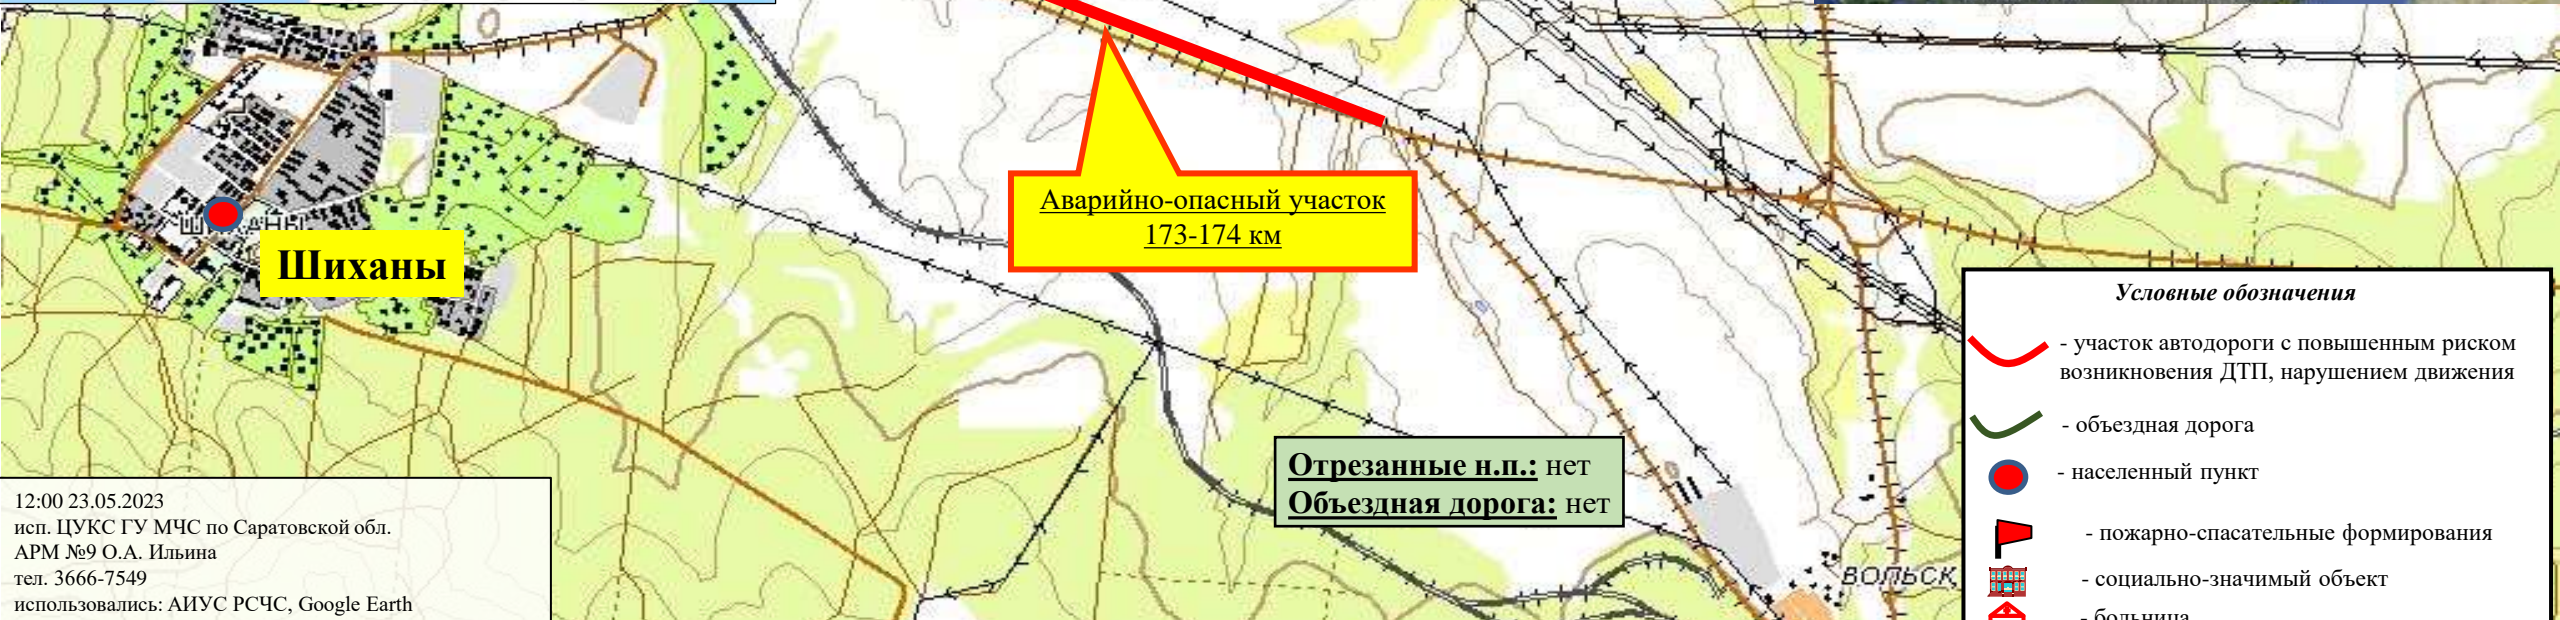 Аварийно-опасный участок
173-174 км
Шиханы
Условные обозначения
- участок автодороги с повышенным риском
возникновения ДТП, нарушением движения
- объездная дорога
- населенный пункт
- пожарно-спасательные формирования
- социально-значимый объект
- больница
Отрезанные н.п.: нет
Объездная дорога: нет
12:00 23.05.2023
исп. ЦУКС ГУ МЧС по Саратовской обл.
АРМ №9 О.А. Ильина
тел. 3666-7549
использовались: АИУС РСЧС, Google Earth
ВОЛЬСК